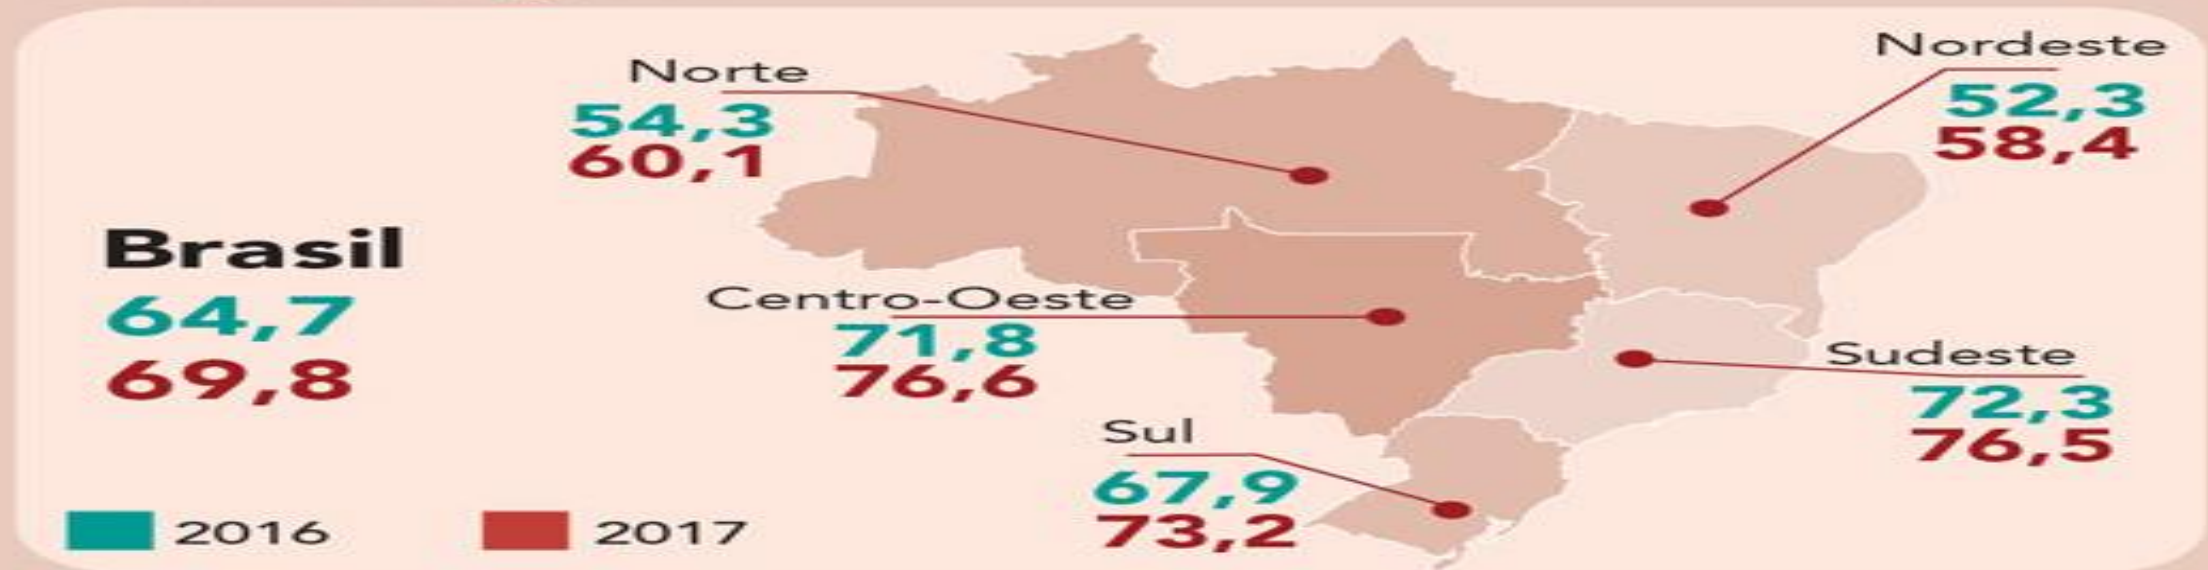 Norte
54,3
60,1
Nordeste
52,3
58,4
Brasil
64,7
69,8
Centro-Oeste
71,8
76,6
Sudeste
72,3
76,5
Sul
67,9
73,2
2016
2017